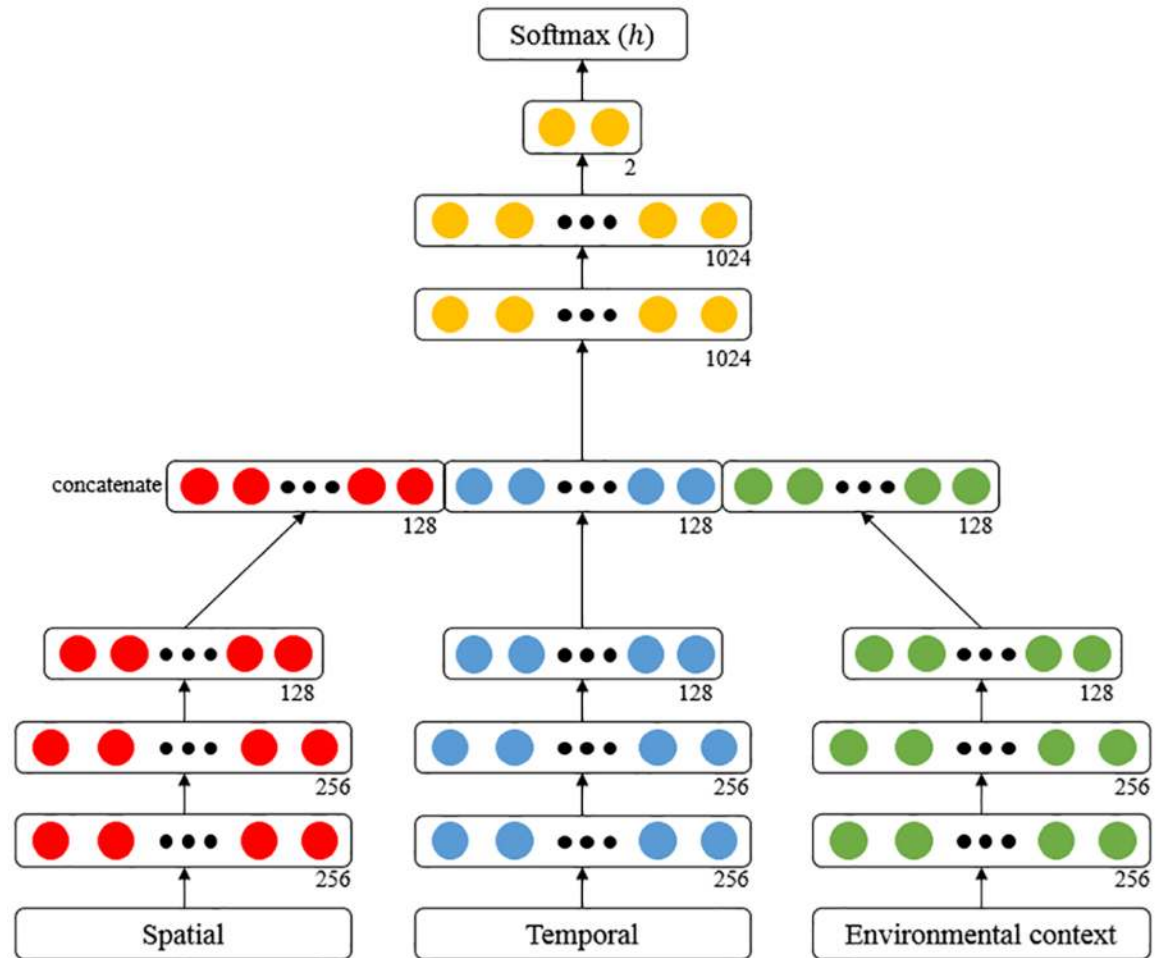 Softmax (h)
2
1024
1024
concatenate
128 128 128
128 128 128
256 256 256
256 256 256
Spatial Temporal Environmental context